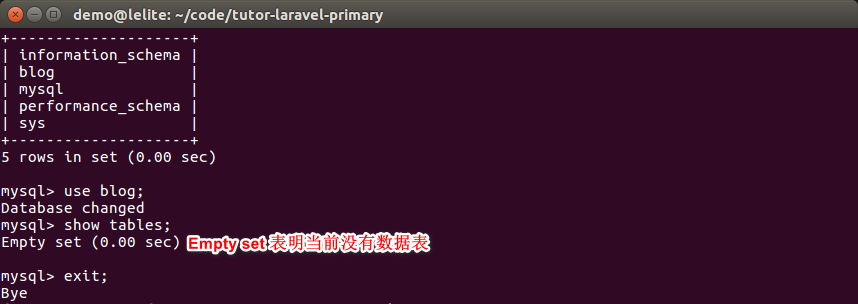 demo@lelite: ~/code/tutor-laravel-primary
+--------------------+
| information_schema |
| blog               |
| mysql              |
| performance_schema |
| sys                |
+--------------------+
5 rows in set (0.00 sec)
mysql> use blog;
Database changed
mysql> show tables;
Empty set (0.00 sec) Empty set 表明当前没有数据表
mysql> exit;
Bye